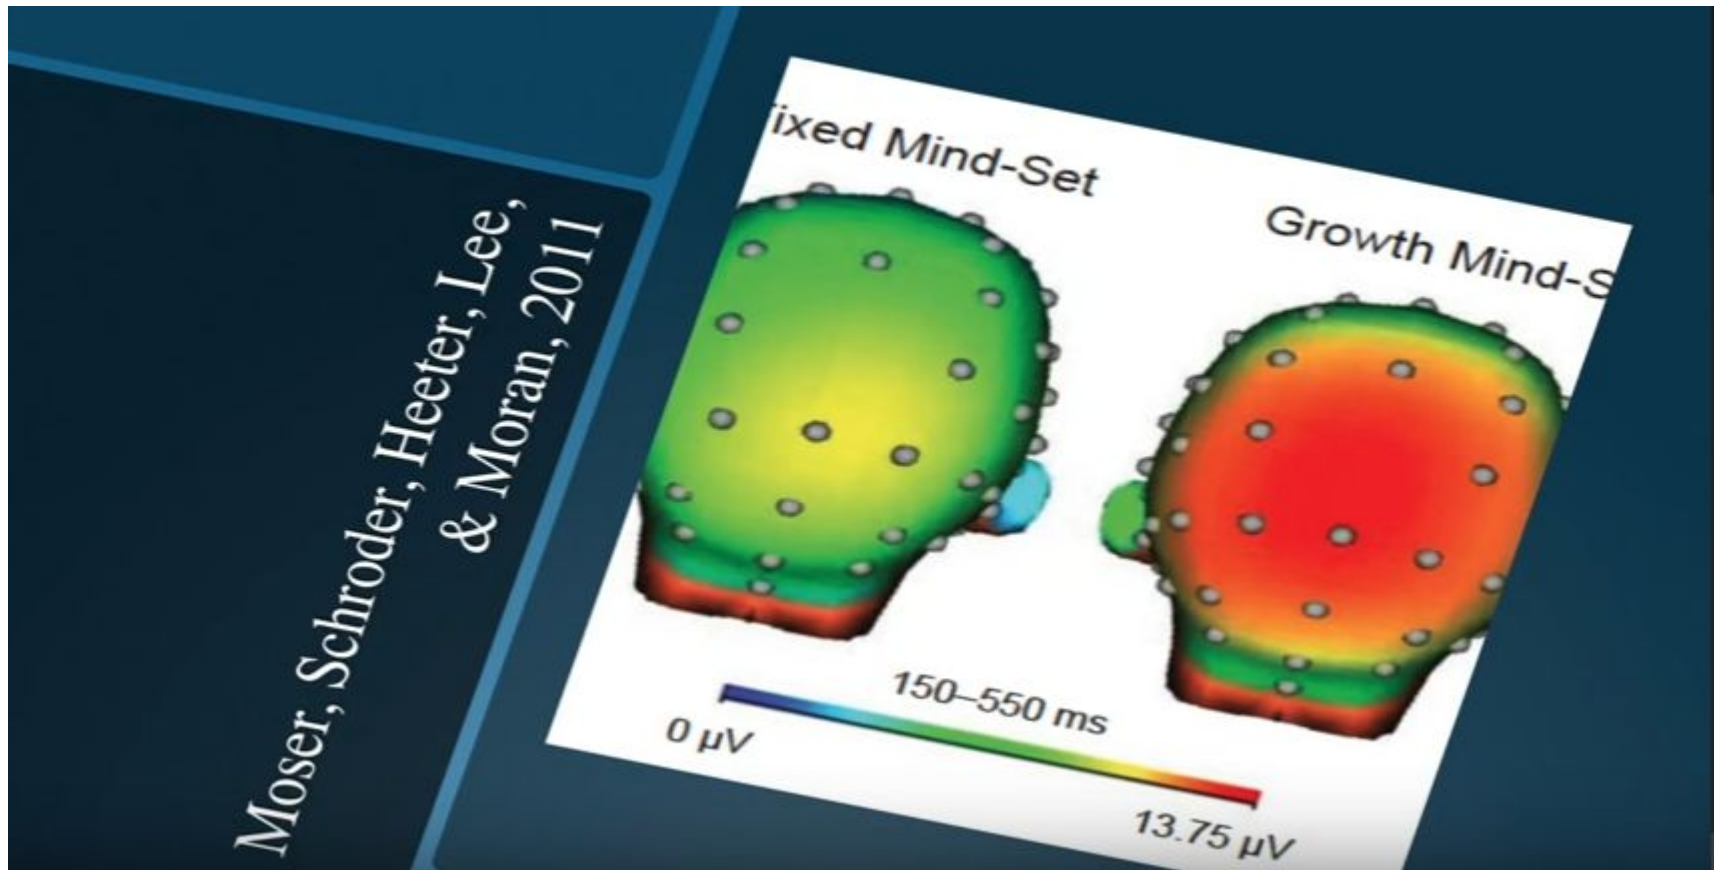 Moser, Schroder, Heeter, Lee,
& Moran, 2011
ixed Mind-Set
Growth Mind-S
150–550 ms
0 µV
13.75 µV